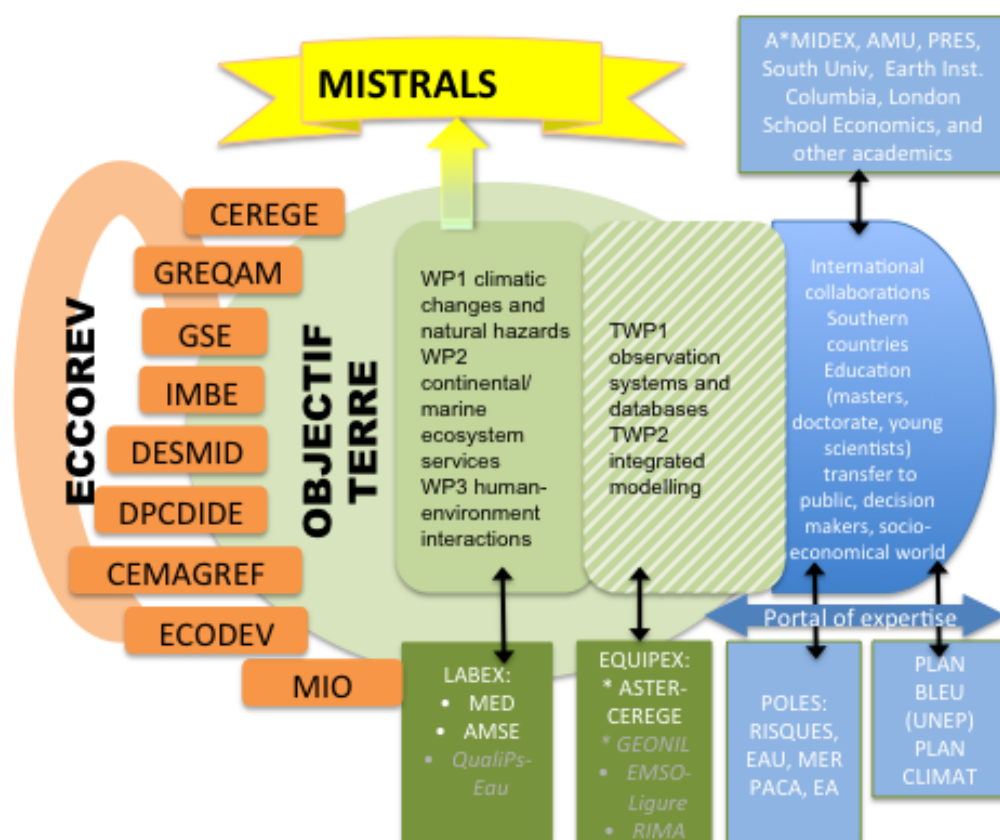 MISTRALS
A*MIDEX, AMU, PRES,
South Univ, Earth Inst.
Columbia, London
School Economics, and
other academics
ECCOREV
CEREGE
GREQAM
GSE
IMBE
DESMID
DPCDIDE
CEMAGREF
ECODEV
MIO
OBJECTIF
TERRE
WP1 climatic
changes and
natural hazards
WP2
continental/
marine
ecosystem
services
WP3 human-
environment
interactions
TWP1
observation
systems and
databases
TWP2
integrated
modelling
International
collaborations
Southern
countries
Education
(masters,
doctorate, young
scientists)
transfer to
public, decision
makers, socio-
economical world
Portal of expertise
LABEX:
• MED
• AMSE
• QualiPs-
Eau
EQUIPEX:
* ASTER-
CEREGE
* GEONIL
• EMSO-
Ligure
• RIMA
POLES:
RISQUES,
EAU, MER
PACA, EA
PLAN
BLEU
(UNEP)
PLAN
CLIMAT